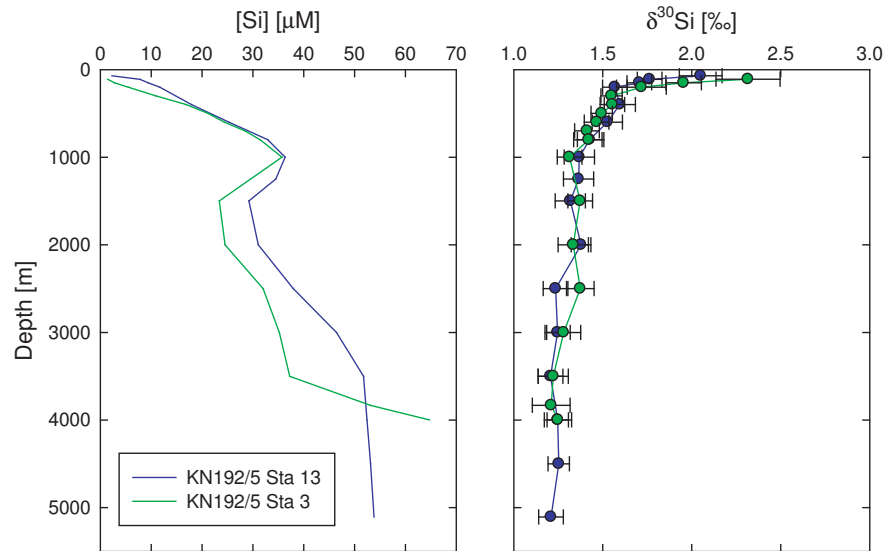 [Si] [μM]
0 10 20 30 40 50 60 70
δ³⁰Si [‰]
1.0 1.5 2.0 2.5 3.0
Depth [m]
0
1000
2000
3000
4000
5000
KN192/5 Sta 13
KN192/5 Sta 3